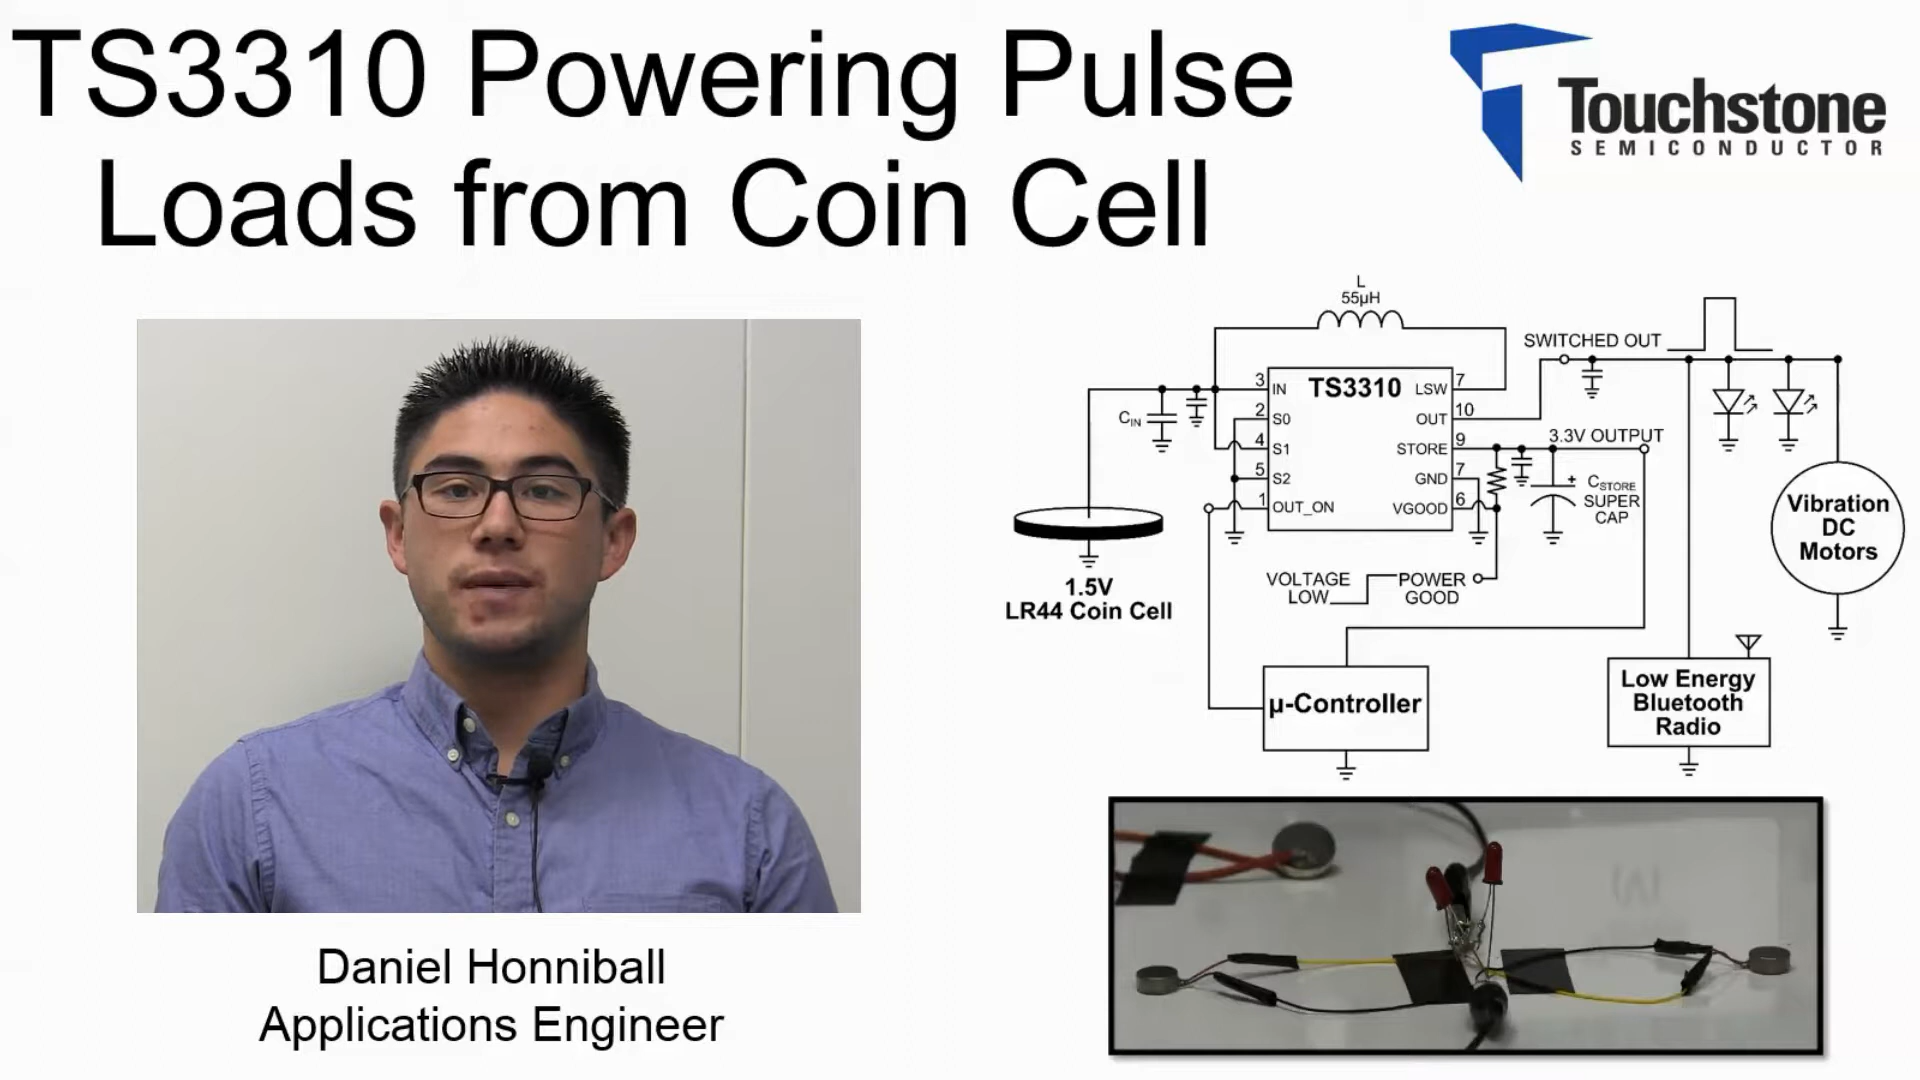 TS3310 Powering Pulse
Loads from Coin Cell
Touchstone
SEMICONDUCTOR
L
55µH
SWITCHED OUT
3 IN
TS3310
LSW 7
2 S0
OUT 10
4 S1
STORE 9
3.3V OUTPUT
5 S2
GND 7
1 OUT_ON
VGOOD 6
CIN
+
CSTORE
SUPER
CAP
Vibration
DC
Motors
1.5V
LR44 Coin Cell
VOLTAGE
LOW
POWER
GOOD
µ-Controller
Low Energy
Bluetooth
Radio
Daniel Honniball
Applications Engineer